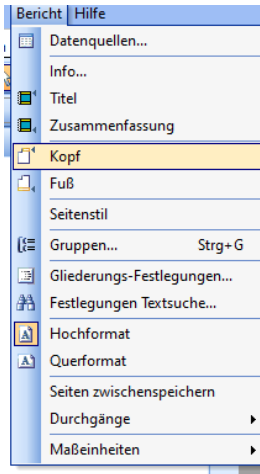 Bericht Hilfe
Datenquellen...
Info...
Titel
Zusammenfassung
Kopf
Fuß
Seitenstil
Gruppen... Strg+G
Gliederungs-Festlegungen...
Festlegungen Textsuche...
Hochformat
Querformat
Seiten zwischenspeichern
Durchgänge
Maßeinheiten